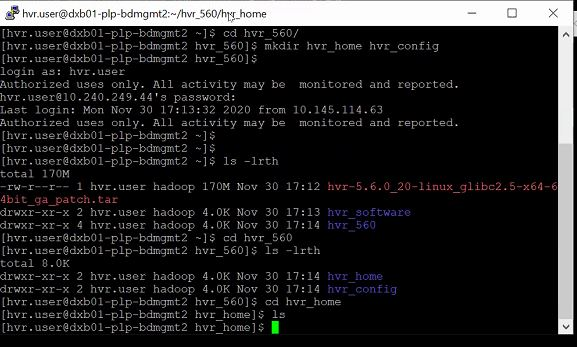 hvr.user@dxb01-plp-bdmgmt2:~/hvr_560/hvr_home
[hvr.user@dxb01-plp-bdmgmt2 ~]$ cd hvr_560/
[hvr.user@dxb01-plp-bdmgmt2 hvr_560]$ mkdir hvr_home hvr_config
[hvr.user@dxb01-plp-bdmgmt2 hvr_560]$
login as: hvr.user
Authorized uses only. All activity may be  monitored and reported.
hvr.user@10.240.249.44's password:
Last login: Mon Nov 30 17:13:32 2020 from 10.145.114.63
Authorized uses only. All activity may be  monitored and reported.
[hvr.user@dxb01-plp-bdmgmt2 ~]$
[hvr.user@dxb01-plp-bdmgmt2 ~]$
[hvr.user@dxb01-plp-bdmgmt2 ~]$ ls -lrth
total 170M
-rw-r--r-- 1 hvr.user hadoop 170M Nov 30 17:12 hvr-5.6.0_20-linux_glibc2.5-x64-6
4bit_ga_patch.tar
drwxr-xr-x 2 hvr.user hadoop 4.0K Nov 30 17:13 hvr_software
drwxr-xr-x 4 hvr.user hadoop 4.0K Nov 30 17:14 hvr_560
[hvr.user@dxb01-plp-bdmgmt2 ~]$ cd hvr_560
[hvr.user@dxb01-plp-bdmgmt2 hvr_560]$ ls -lrth
total 8.0K
drwxr-xr-x 2 hvr.user hadoop 4.0K Nov 30 17:14 hvr_home
drwxr-xr-x 2 hvr.user hadoop 4.0K Nov 30 17:14 hvr_config
[hvr.user@dxb01-plp-bdmgmt2 hvr_560]$ cd hvr_home
[hvr.user@dxb01-plp-bdmgmt2 hvr_home]$ ls
[hvr.user@dxb01-plp-bdmgmt2 hvr_home]$